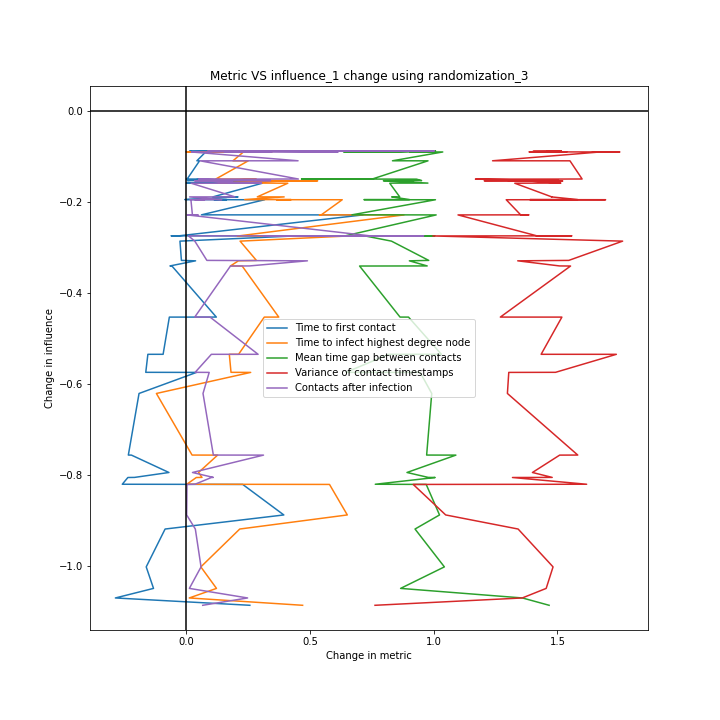 Metric VS influence_1 change using randomization_3
0.0
−0.2
−0.4
−0.6
−0.8
−1.0
Change in influence
Time to first contact
Time to infect highest degree node
Mean time gap between contacts
Variance of contact timestamps
Contacts after infection
0.0 0.5 1.0 1.5
Change in metric